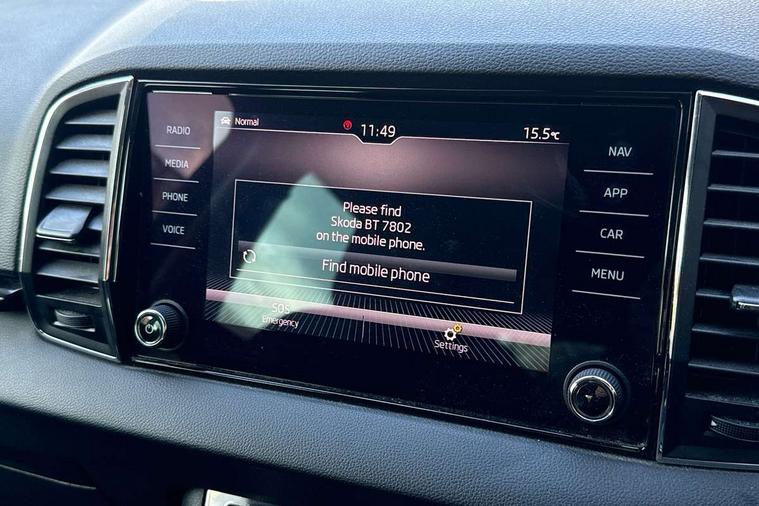 RADIO
MEDIA
PHONE
VOICE
Normal
11:49
15.5°C
Please find
Skoda BT 7802
on the mobile phone.
Find mobile phone
SOS
Emergency
Settings
NAV
APP
CAR
MENU